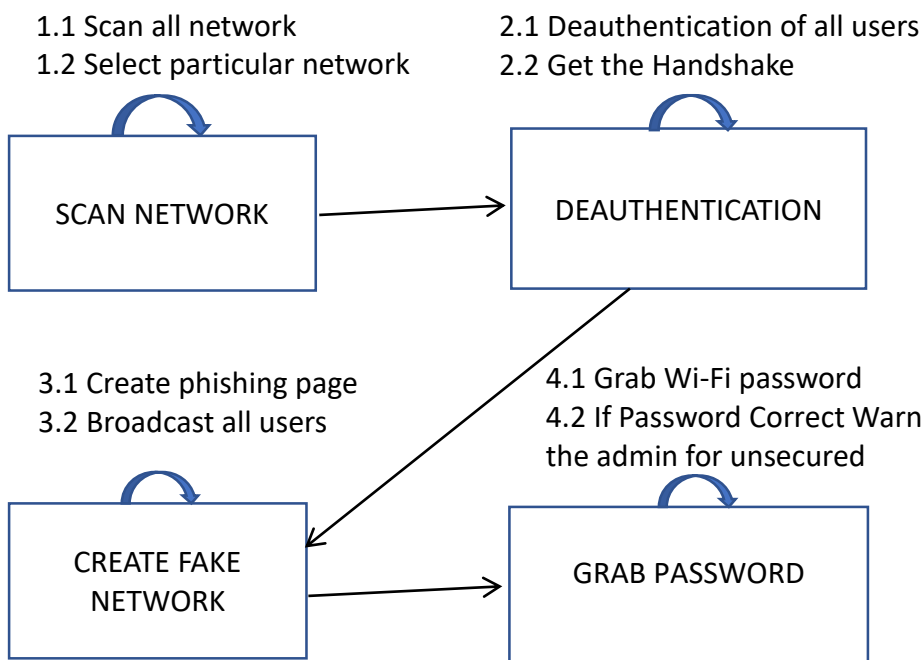 1.1 Scan all network
1.2 Select particular network
SCAN NETWORK
2.1 Deauthentication of all users
2.2 Get the Handshake
DEAUTHENTICATION
3.1 Create phishing page
3.2 Broadcast all users
CREATE FAKE
NETWORK
4.1 Grab Wi-Fi password
4.2 If Password Correct Warn
the admin for unsecured
GRAB PASSWORD